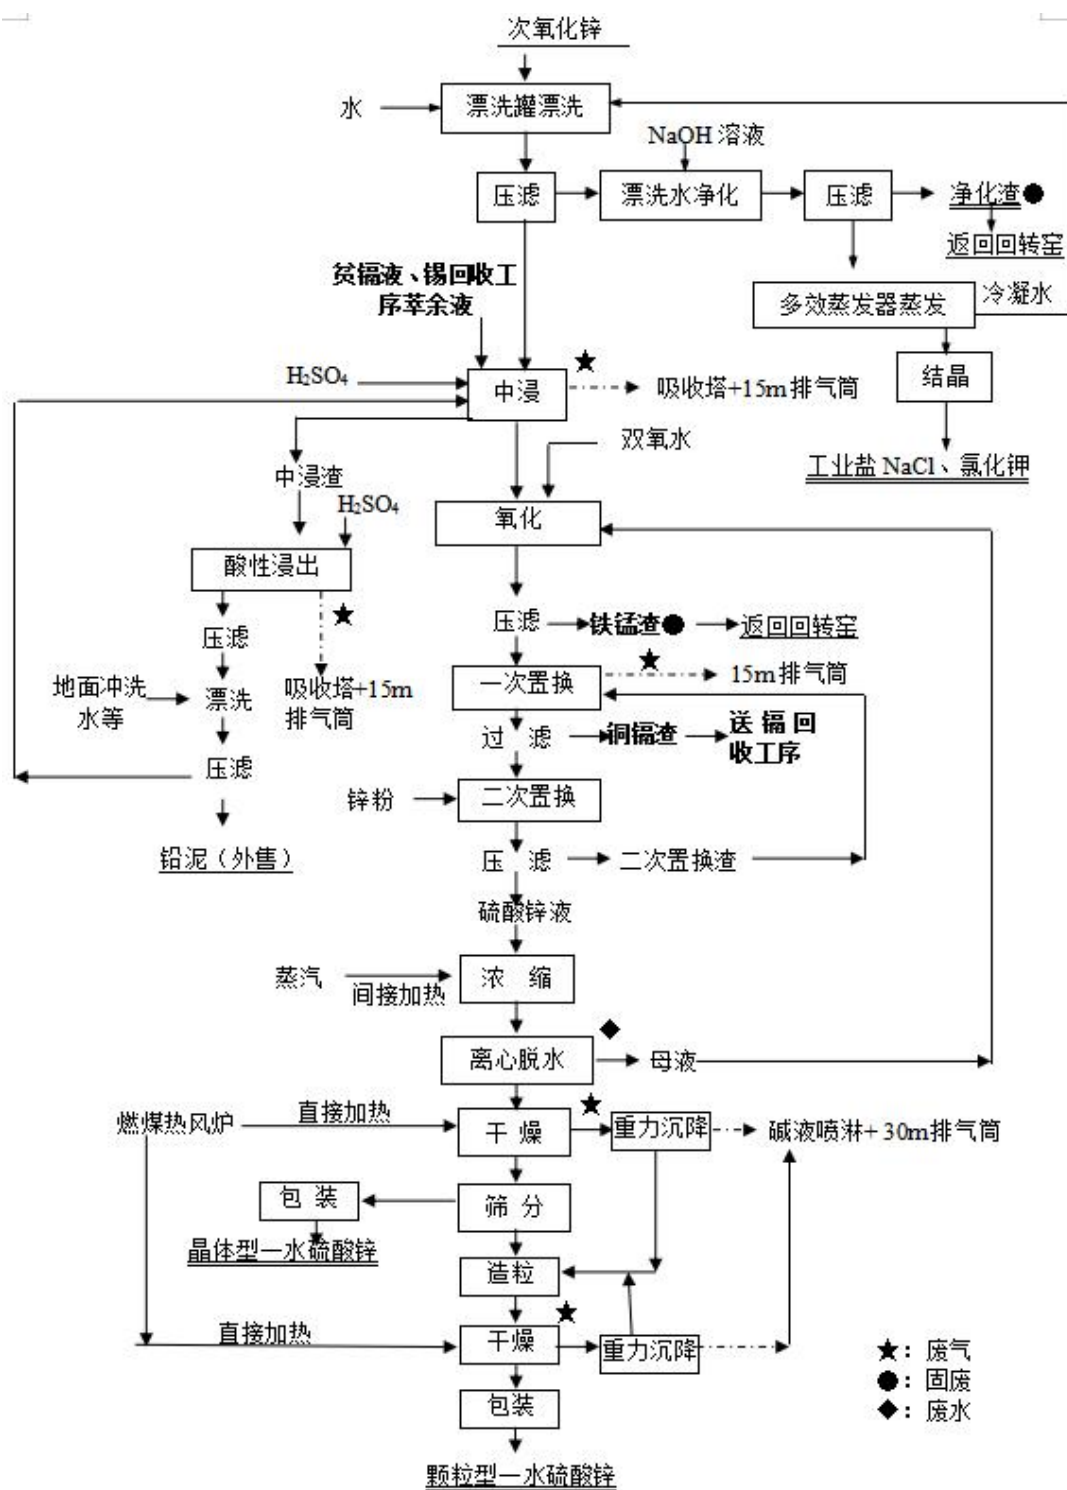 次氧化锌
水
漂洗罐漂洗
NaOH 溶液
压滤
漂洗水净化
压滤
净化渣
返回回转窑
贫镉液、锡回收工
序萃余液
多效蒸发器蒸发
冷凝水
H₂SO₄
中浸
吸收塔+15m 排气筒
结晶
双氧水
工业盐 NaCl、氯化钾
中浸渣
H₂SO₄
氧化
酸性浸出
压滤
铁锰渣
返回回转窑
压滤
地面冲洗
水等
漂洗
吸收塔+15m
排气筒
一次置换
15m 排气筒
过 滤
铜镉渣
送 镉 回
收工序
压滤
锌粉
二次置换
铅泥（外售）
压 滤
二次置换渣
硫酸锌液
蒸汽
间接加热
浓 缩
离心脱水
母液
燃煤热风炉
直接加热
干 燥
重力沉降
碱液喷淋+ 30m排气筒
包 装
筛 分
晶体型一水硫酸锌
造粒
直接加热
干燥
重力沉降
包装
颗粒型一水硫酸锌
★：废气
●：固废
◆：废水